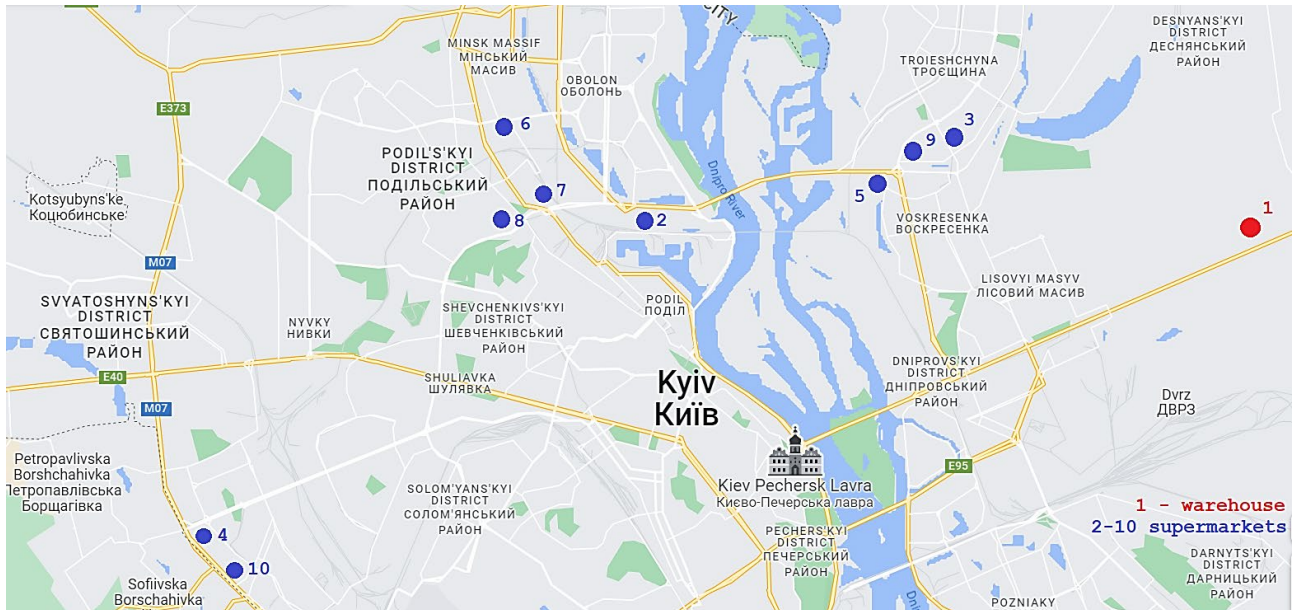 CITY
DESNYANS'KYI
DISTRICT
ДЕСНЯНСЬКИЙ
РАЙОН
MINSK MASSIF
МІНСЬКИЙ
МАСИВ
TROIESHCHYNA
ТРОЄЩИНА
OBOLON
ОБОЛОНЬ
E373
6
3
9
PODIL'S'KYI
DISTRICT
ПОДІЛЬСЬКИЙ
РАЙОН
Kotsyubyns'ke
Коцюбинське
7
5
Dnipro River
8
2
1
VOSKRESENKA
ВОСКРЕСЕНКА
M07
LISOVYI MASYV
ЛІСОВИЙ МАСИВ
SVYATOSHYNS'KYI
DISTRICT
СВЯТОШИНСЬКИЙ
РАЙОН
NYVKY
НИВКИ
SHEVCHENKIVS'KYI
DISTRICT
ШЕВЧЕНКІВСЬКИЙ
РАЙОН
PODIL
ПОДІЛ
E40
SHULIAVKA
ШУЛЯВКА
Kyiv
Київ
DNIPROVS'KYI
DISTRICT
ДНІПРОВСЬКИЙ
РАЙОН
M07
Dvrz
ДВРЗ
Petropavlivska
Borshchahivka
Петропавлівська
Борщагівка
E95
Kiev Pechersk Lavra
Києво-Печерська лавра
SOLOM'YANS'KYI
DISTRICT
СОЛОМ'ЯНСЬКИЙ
РАЙОН
1 - warehouse
2-10 supermarkets
4
PECHERS'KYI
DISTRICT
ПЕЧЕРСЬКИЙ
РАЙОН
10
DARNYTS'KYI
DISTRICT
ДАРНИЦЬКИЙ
РАЙОН
Sofiivska
Borschahivka
POZNIAKY